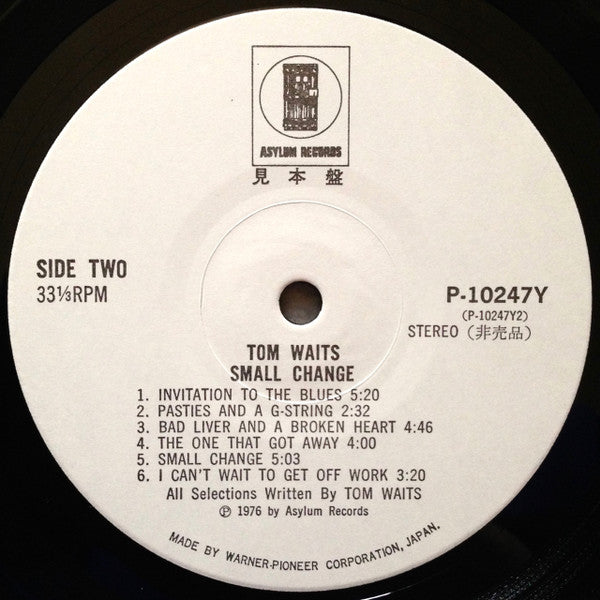 ASYLUM RECORDS
見本盤
SIDE TWO
33⅓RPM
P-10247Y
(P-10247Y2)
STEREO (非売品)
TOM WAITS
SMALL CHANGE
1. INVITATION TO THE BLUES 5:20
2. PASTIES AND A G-STRING 2:32
3. BAD LIVER AND A BROKEN HEART 4:46
4. THE ONE THAT GOT AWAY 4:00
5. SMALL CHANGE 5:03
6. I CAN'T WAIT TO GET OFF WORK 3:20
All Selections Written By TOM WAITS
℗ 1976 by Asylum Records
MADE BY WARNER-PIONEER CORPORATION, JAPAN.